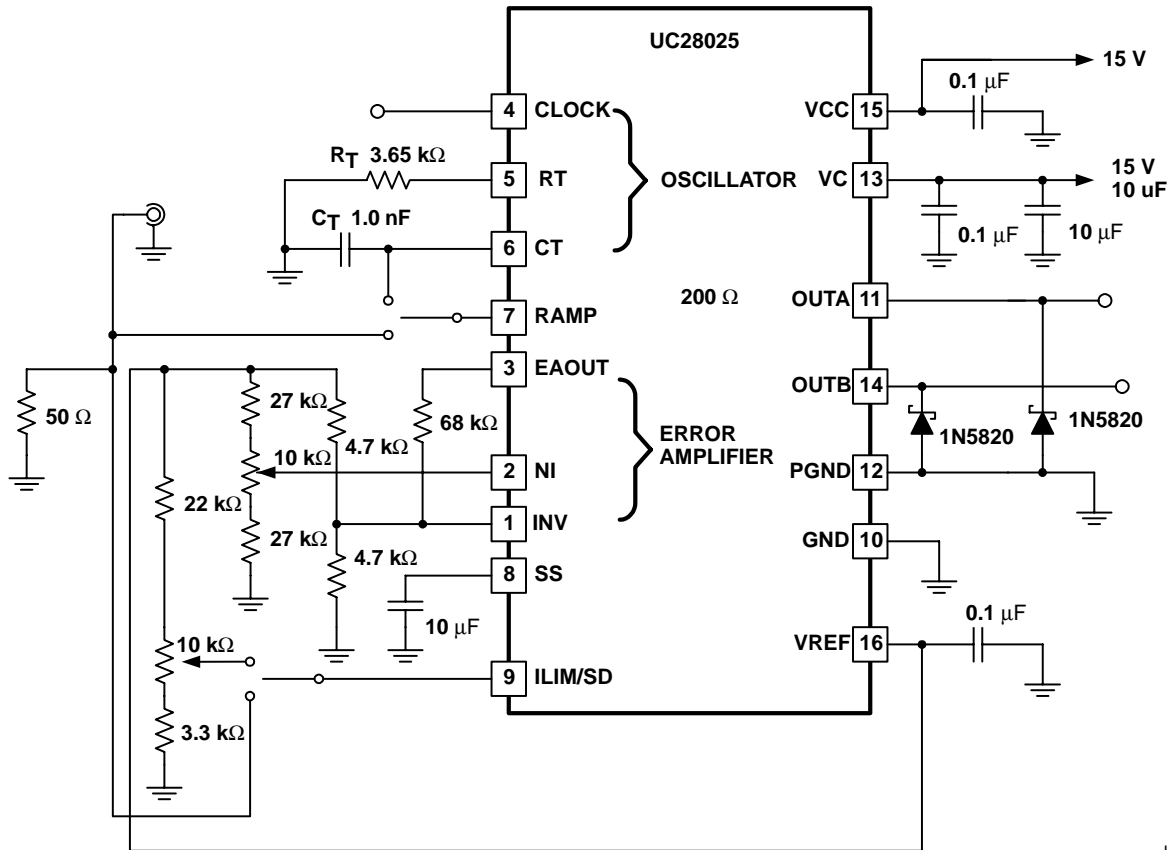 UC28025
15 V
0.1 μF
4 CLOCK
VCC 15
RT 3.65 kΩ
5 RT
OSCILLATOR
VC 13
15 V
10 uF
CT 1.0 nF
6 CT
0.1 μF
10 μF
200 Ω
OUTA 11
7 RAMP
3 EAOUT
OUTB 14
27 kΩ
50 Ω
68 kΩ
4.7 kΩ
1N5820
1N5820
ERROR
AMPLIFIER
10 kΩ
2 NI
PGND 12
22 kΩ
1 INV
27 kΩ
GND 10
4.7 kΩ
8 SS
10 μF
0.1 μF
10 kΩ
VREF 16
9 ILIM/SD
3.3 kΩ